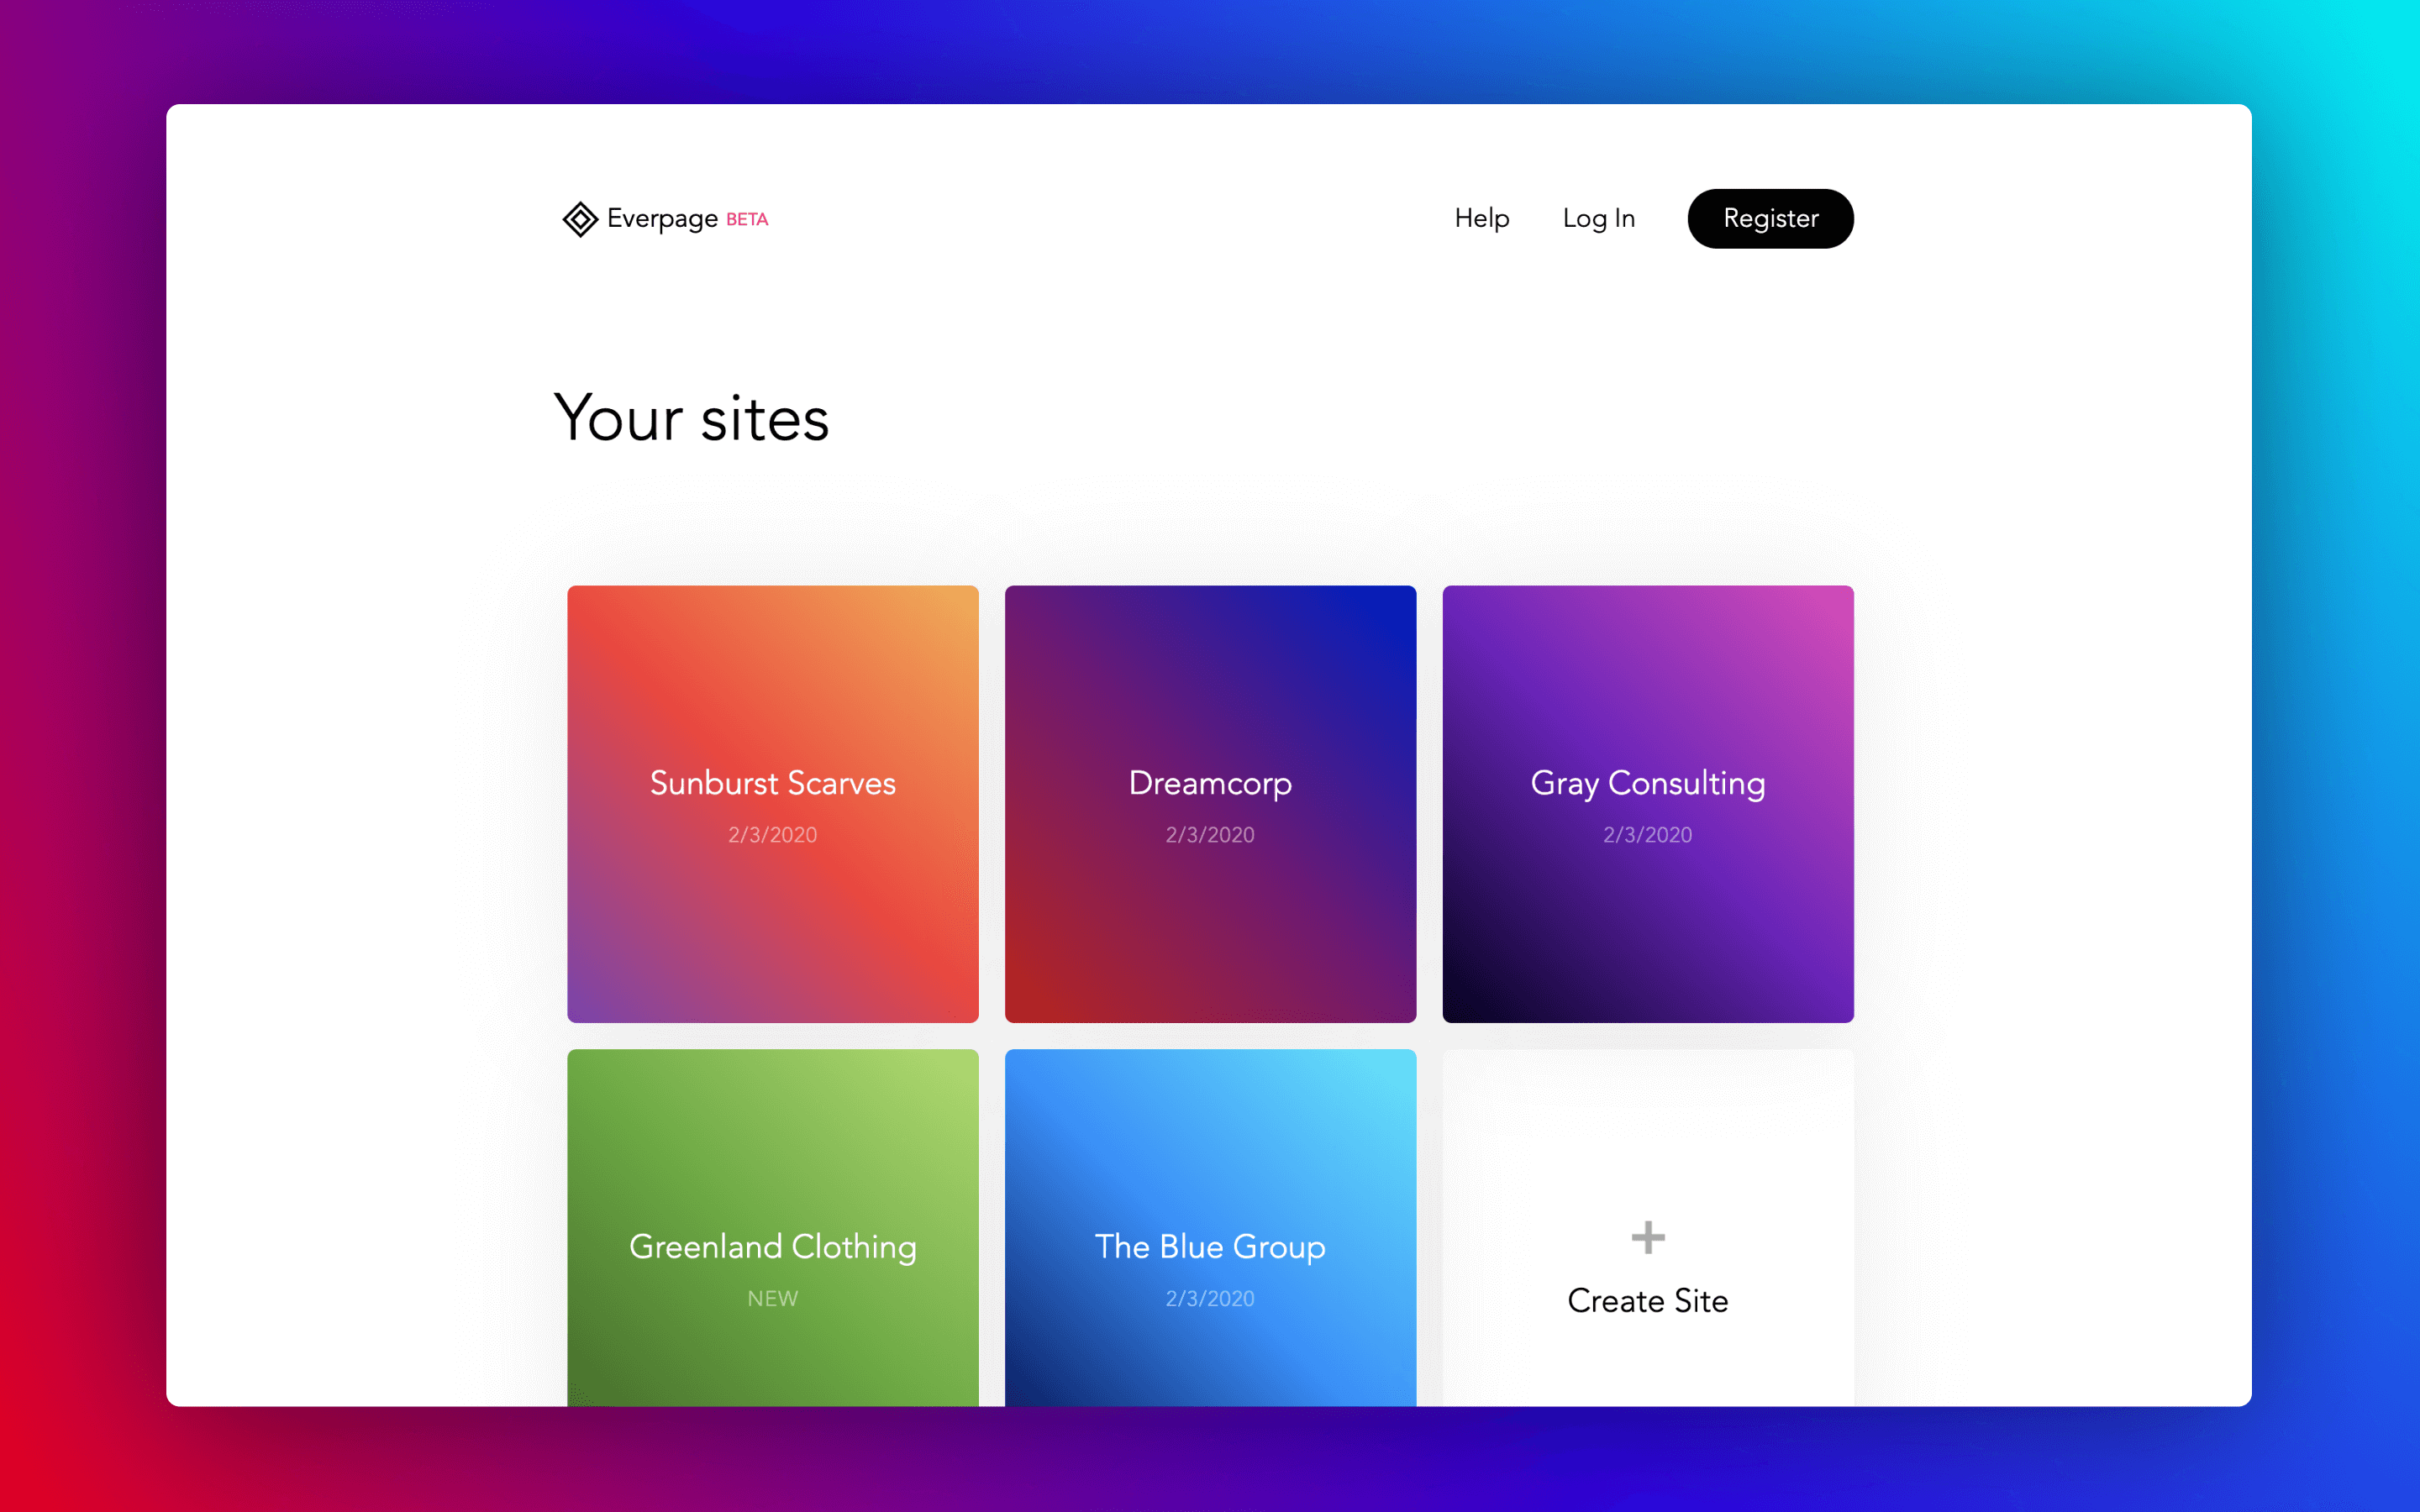 Everpage BETA
Help
Log In
Register
Your sites
Sunburst Scarves
2/3/2020
Dreamcorp
2/3/2020
Gray Consulting
2/3/2020
Greenland Clothing
NEW
The Blue Group
2/3/2020
+
Create Site